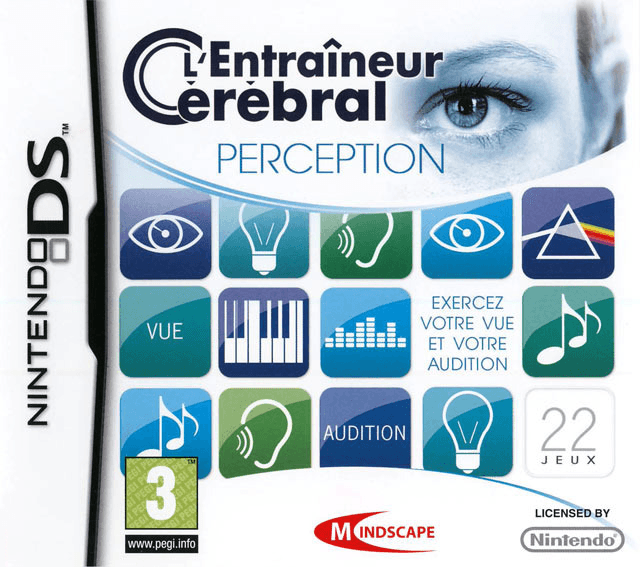 L'Entraîneur
Cérébral
PERCEPTION
NINTENDO DS™
VUE
EXERCEZ
VOTRE VUE
ET VOTRE
AUDITION
AUDITION
22
JEUX
3
www.pegi.info
MINDSCAPE
LICENSED BY
Nintendo